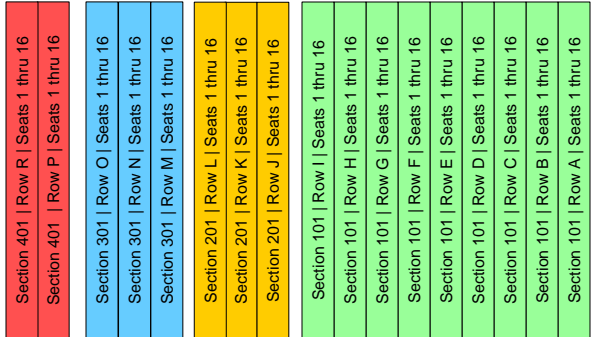 Section 401 | Row R | Seats 1 thru 16
Section 401 | Row P | Seats 1 thru 16
Section 301 | Row O | Seats 1 thru 16
Section 301 | Row N | Seats 1 thru 16
Section 301 | Row M | Seats 1 thru 16
Section 201 | Row L | Seats 1 thru 16
Section 201 | Row K | Seats 1 thru 16
Section 201 | Row J | Seats 1 thru 16
Section 101 | Row I | Seats 1 thru 16
Section 101 | Row H | Seats 1 thru 16
Section 101 | Row G | Seats 1 thru 16
Section 101 | Row F | Seats 1 thru 16
Section 101 | Row E | Seats 1 thru 16
Section 101 | Row D | Seats 1 thru 16
Section 101 | Row C | Seats 1 thru 16
Section 101 | Row B | Seats 1 thru 16
Section 101 | Row A | Seats 1 thru 16